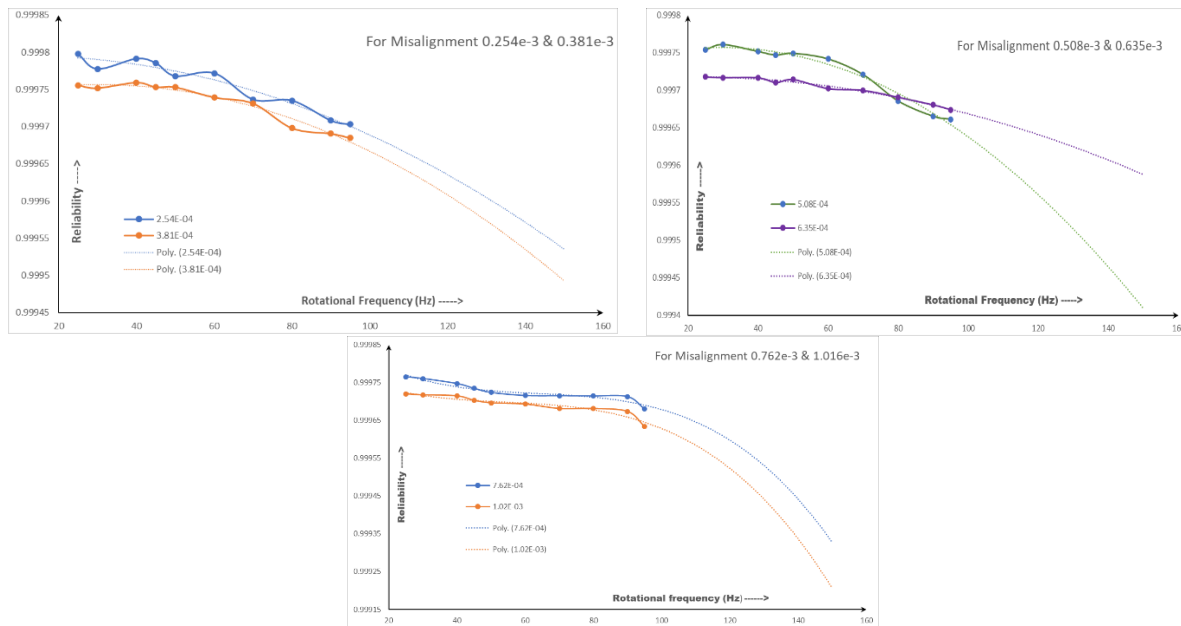 For Misalignment 0.254e-3 & 0.381e-3
0.99985
0.9998
0.99975
0.9997
0.99965
0.9996
0.99955
0.9995
0.99945
Reliability ---->
2.54E-04
3.81E-04
Poly. (2.54E-04)
Poly. (3.81E-04)
Rotational Frequency (Hz) ----->
20 40 60 80 100 120 140 160
For Misalignment 0.508e-3 & 0.635e-3
0.9998
0.99975
0.9997
0.99965
0.9996
0.99955
0.9995
0.99945
0.9994
Reliability ---->
5.08E-04
6.35E-04
Poly. (5.08E-04)
Poly. (6.35E-04)
Rotational Frequency (Hz) ----->
20 40 60 80 100 120 140 160
For Misalignment 0.762e-3 & 1.016e-3
0.99985
0.99975
0.99965
0.99955
0.99945
0.99935
0.99925
0.99915
Reliability ----->
7.62E-04
1.02E-03
Poly. (7.62E-04)
Poly. (1.02E-03)
Rotational frequency (Hz) ------>
20 40 60 80 100 120 140 160